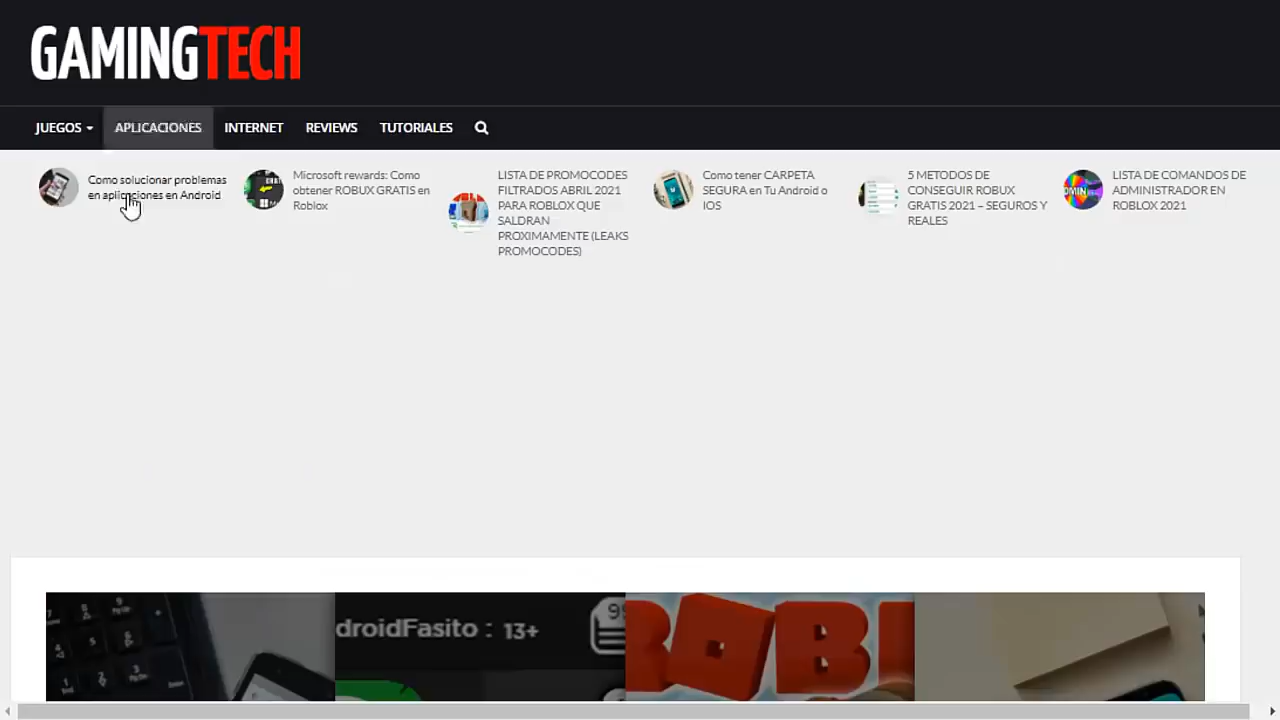 GAMINGTECH
JUEGOS APLICACIONES INTERNET REVIEWS TUTORIALES
Como solucionar problemas
en aplicaciones en Android
Microsoft rewards: Como
obtener ROBUX GRATIS en
Roblox
LISTA DE PROMOCODES
FILTRADOS ABRIL 2021
PARA ROBLOX QUE
SALDRAN
PROXIMAMENTE (LEAKS
PROMOCODES)
Como tener CARPETA
SEGURA en Tu Android o
IOS
5 METODOS DE
CONSEGUIR ROBUX
GRATIS 2021 – SEGUROS Y
REALES
LISTA DE COMANDOS DE
ADMINISTRADOR EN
ROBLOX 2021
droidFasito : 13+
99
ROBL